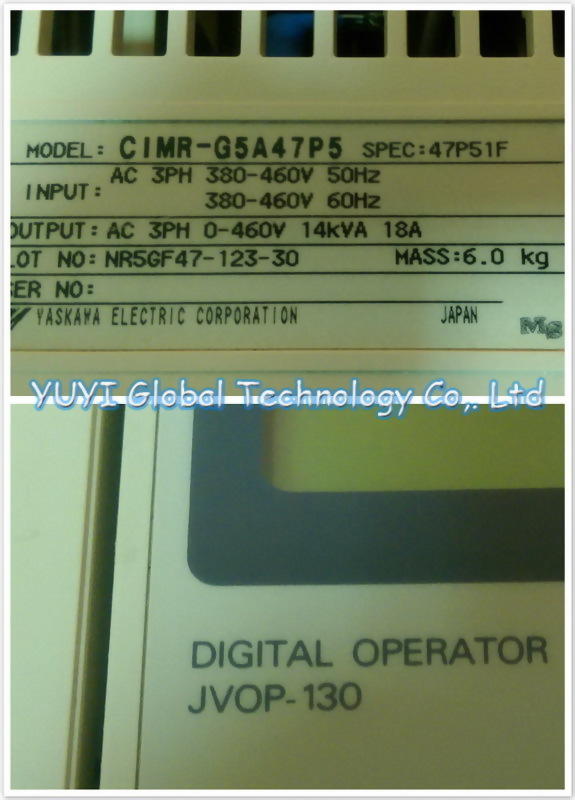 MODEL: CIMR-G5A47P5 SPEC:47P51F
INPUT: AC 3PH 380-460V 50Hz
380-460V 60Hz
OUTPUT: AC 3PH 0-460V 14kVA 18A
LOT NO: NR5GF47-123-30 MASS:6.0 kg
SER NO:
YASKAWA ELECTRIC CORPORATION JAPAN
YUYI Global Technology Co,. Ltd
DIGITAL OPERATOR
JVOP-130